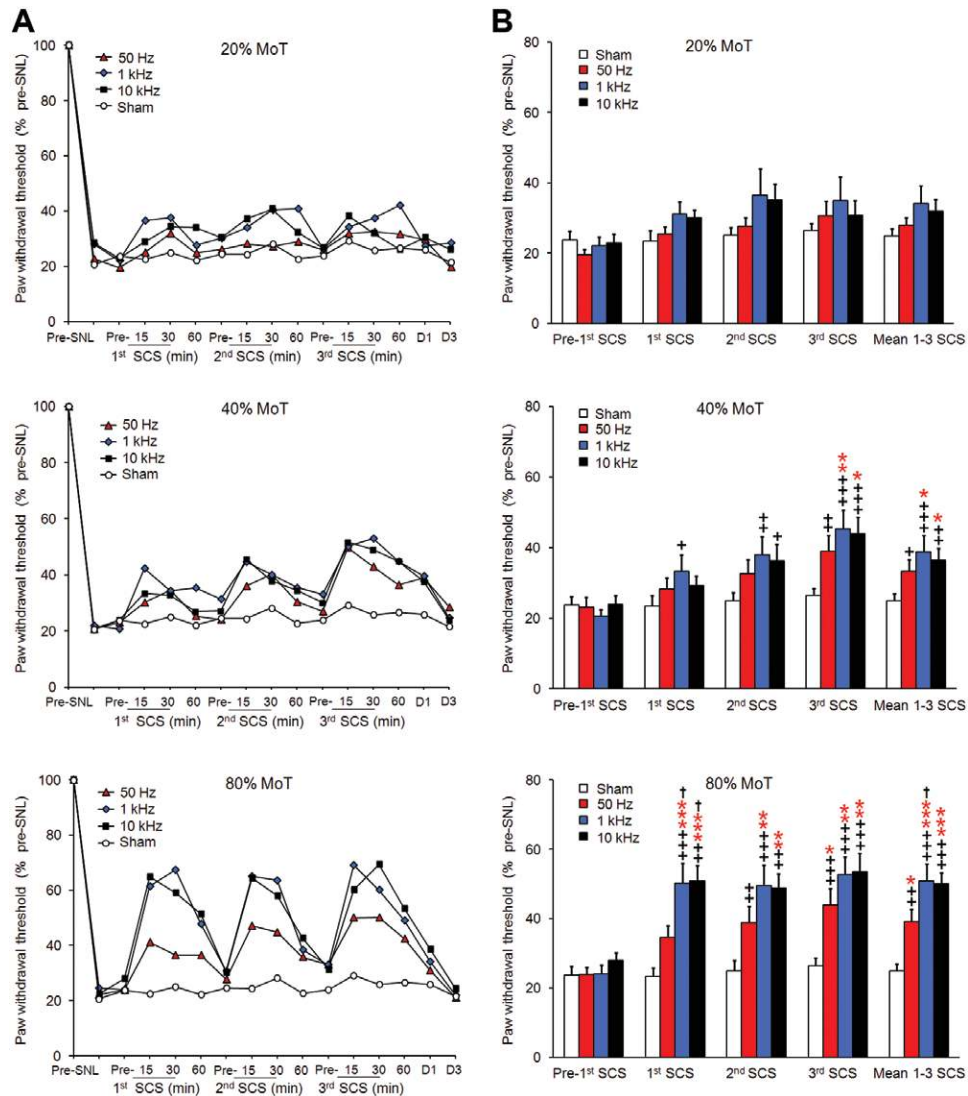 A
20% MoT
50 Hz
1 kHz
10 kHz
Sham
Paw withdrawal threshold (% pre-SNL)
100
80
60
40
20
0
Pre-SNL Pre- 15 30 60 Pre- 15 30 60 Pre- 15 30 60 D1 D3
1st SCS (min) 2nd SCS (min) 3rd SCS (min)
40% MoT
50 Hz
1 kHz
10 kHz
Sham
Paw withdrawal threshold (% pre-SNL)
100
80
60
40
20
0
Pre-SNL Pre- 15 30 60 Pre- 15 30 60 Pre- 15 30 60 D1 D3
1st SCS (min) 2nd SCS (min) 3rd SCS (min)
80% MoT
50 Hz
1 kHz
10 kHz
Sham
Paw withdrawal threshold (% pre-SNL)
100
80
60
40
20
0
Pre-SNL Pre- 15 30 60 Pre- 15 30 60 Pre- 15 30 60 D1 D3
1st SCS (min) 2nd SCS (min) 3rd SCS (min)
B
20% MoT
Sham
50 Hz
1 kHz
10 kHz
Paw withdrawal threshold (% pre-SNL)
80
60
40
20
0
Pre-1st SCS 1st SCS 2nd SCS 3rd SCS Mean 1-3 SCS
40% MoT
Sham
50 Hz
1 kHz
10 kHz
Paw withdrawal threshold (% pre-SNL)
80
60
40
20
0
+ ++ + ++ +++** +++* + +++* ++*
Pre-1st SCS 1st SCS 2nd SCS 3rd SCS Mean 1-3 SCS
80% MoT
Sham
50 Hz
1 kHz
10 kHz
Paw withdrawal threshold (% pre-SNL)
80
60
40
20
0
Pre-1st SCS 1st SCS 2nd SCS 3rd SCS Mean 1-3 SCS